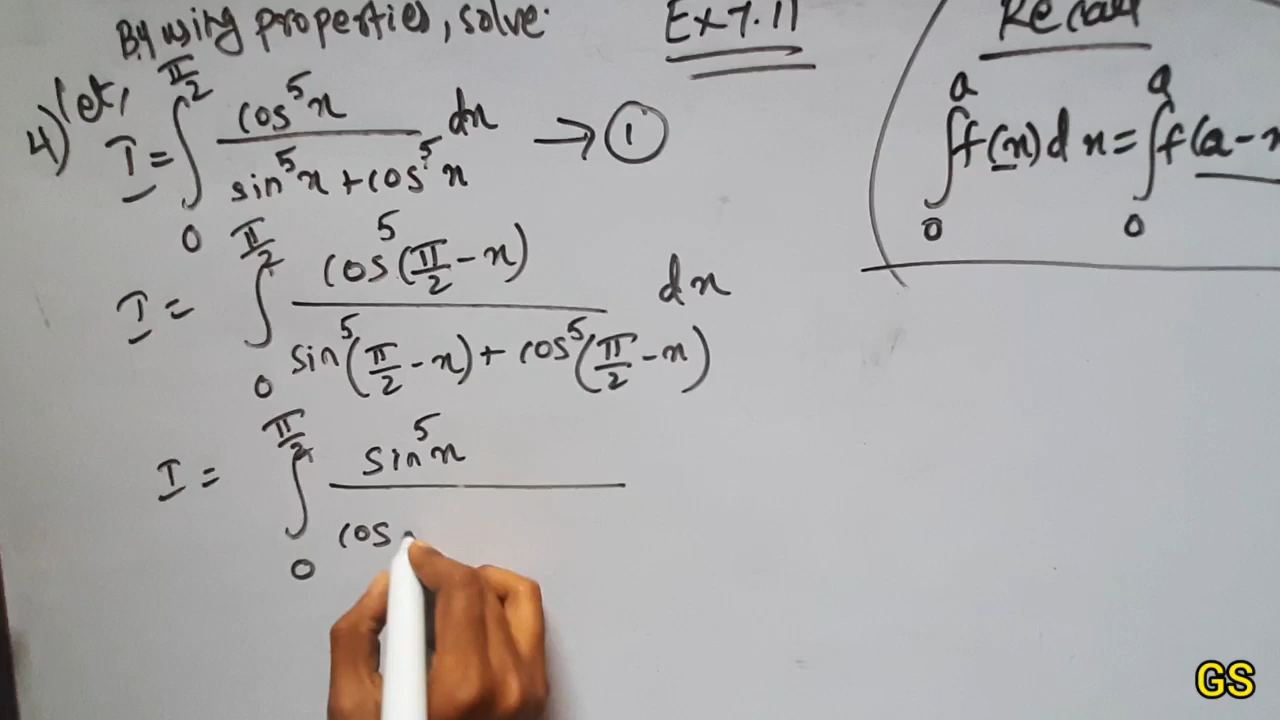 By using properties, solve.
Ex 7.11
Recall
4) let,
I = ∫₀^{π/2} cos⁵x / (sin⁵x + cos⁵x) dx → ①
∫₀^a f(x) dx = ∫₀^a f(a-x
I = ∫₀^{π/2} cos⁵(π/2 - x) / (sin⁵(π/2 - x) + cos⁵(π/2 - x)) dx
I = ∫₀^{π/2} sin⁵x / cos
GS